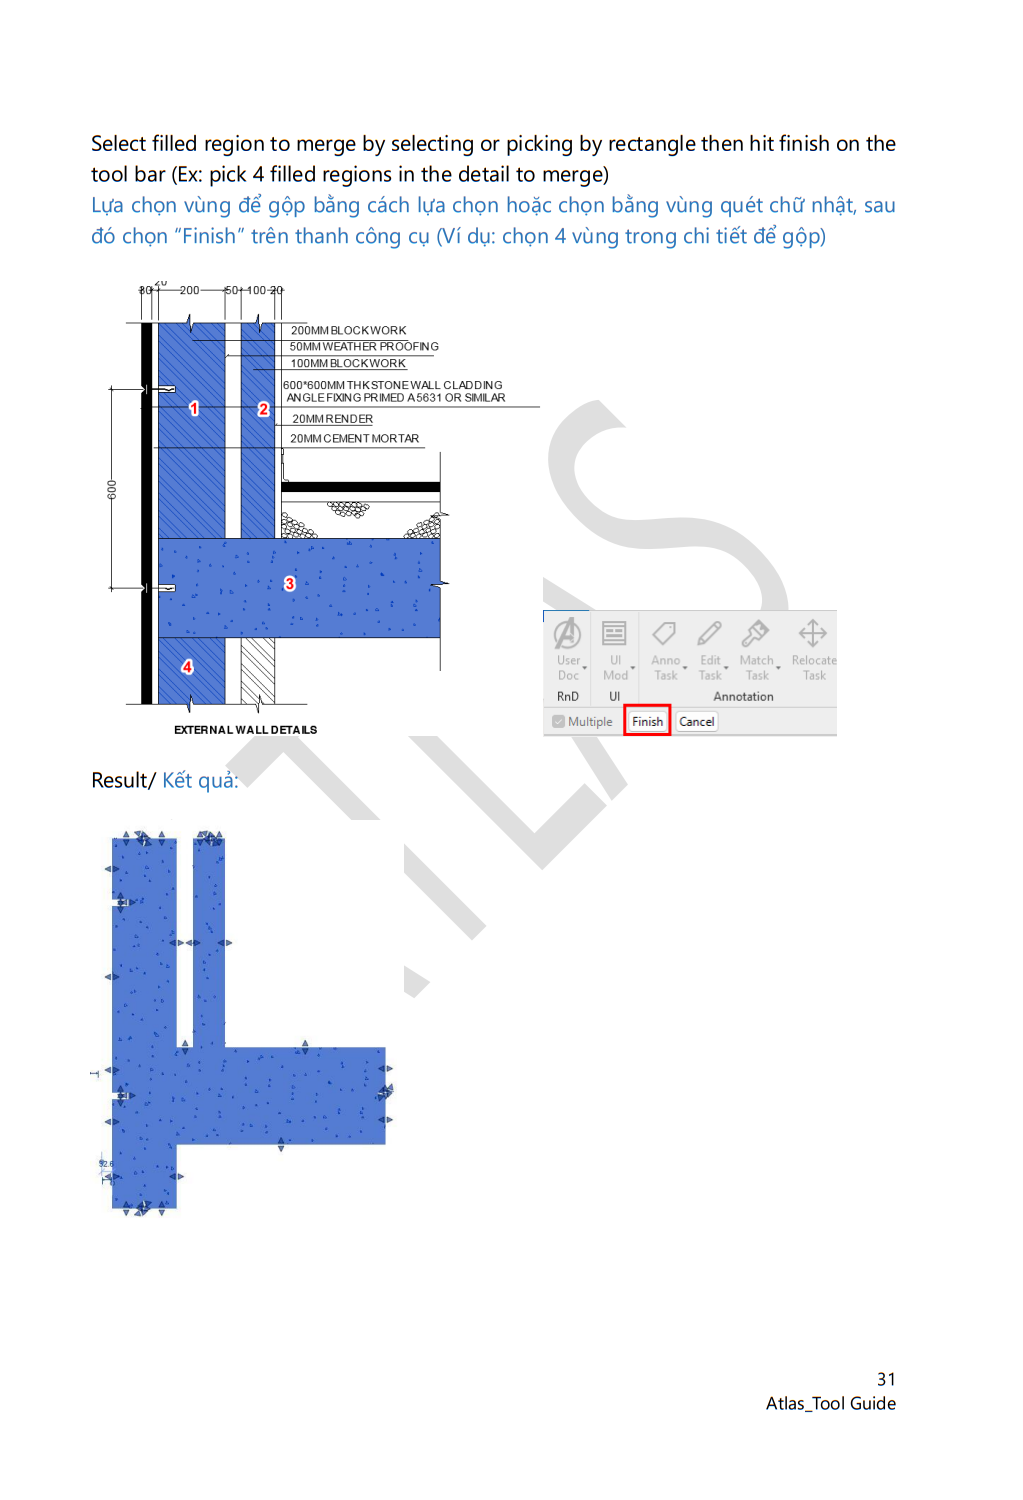 Select filled region to merge by selecting or picking by rectangle then hit finish on the
tool bar (Ex: pick 4 filled regions in the detail to merge)
Lựa chọn vùng để gộp bằng cách lựa chọn hoặc chọn bằng vùng quét chữ nhật, sau
đó chọn “Finish” trên thanh công cụ (Ví dụ: chọn 4 vùng trong chi tiết để gộp)
20
30 200 50 100 20
200MM BLOCKWORK
50MM WEATHER PROOFING
100MM BLOCKWORK
600*600MM THK STONE WALL CLADDING
ANGLE FIXING PRIMED A 5631 OR SIMILAR
1 2
20MM RENDER
20MM CEMENT MORTAR
600
3
4
EXTERNAL WALL DETAILS
User Doc
UI Mod
Anno Task
Edit Task
Match Task
Relocate Task
RnD UI Annotation
Multiple Finish Cancel
Result/ Kết quả:
ATLAS
31
Atlas_Tool Guide